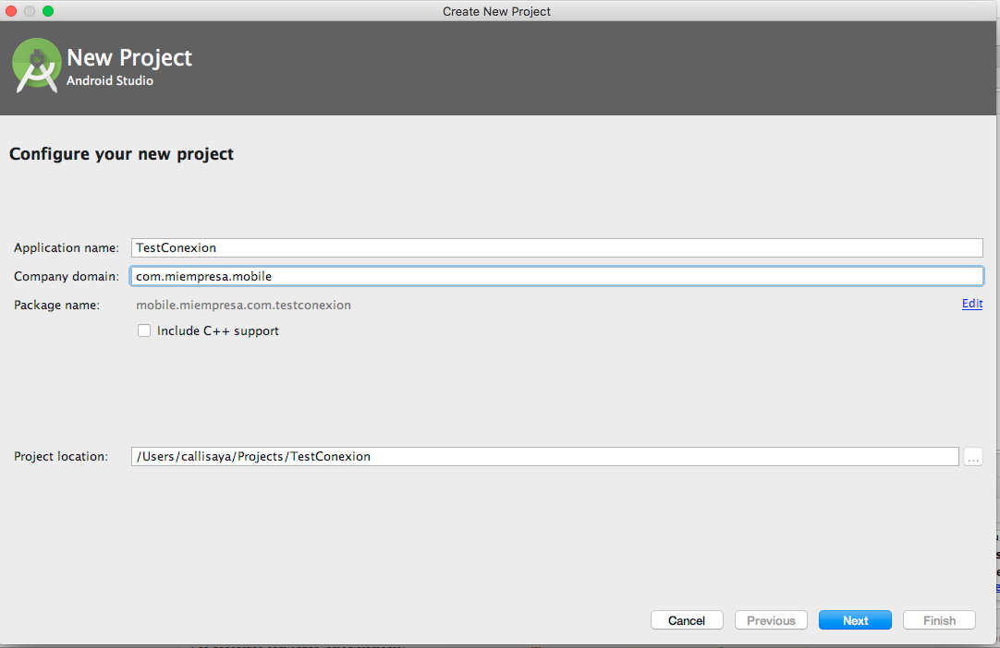 Create New Project
New Project
Android Studio
Configure your new project
Application name: TestConexion
Company domain: com.miempresa.mobile
Package name: mobile.miempresa.com.testconexion Edit
Include C++ support
Project location: /Users/callisaya/Projects/TestConexion ...
Cancel Previous Next Finish